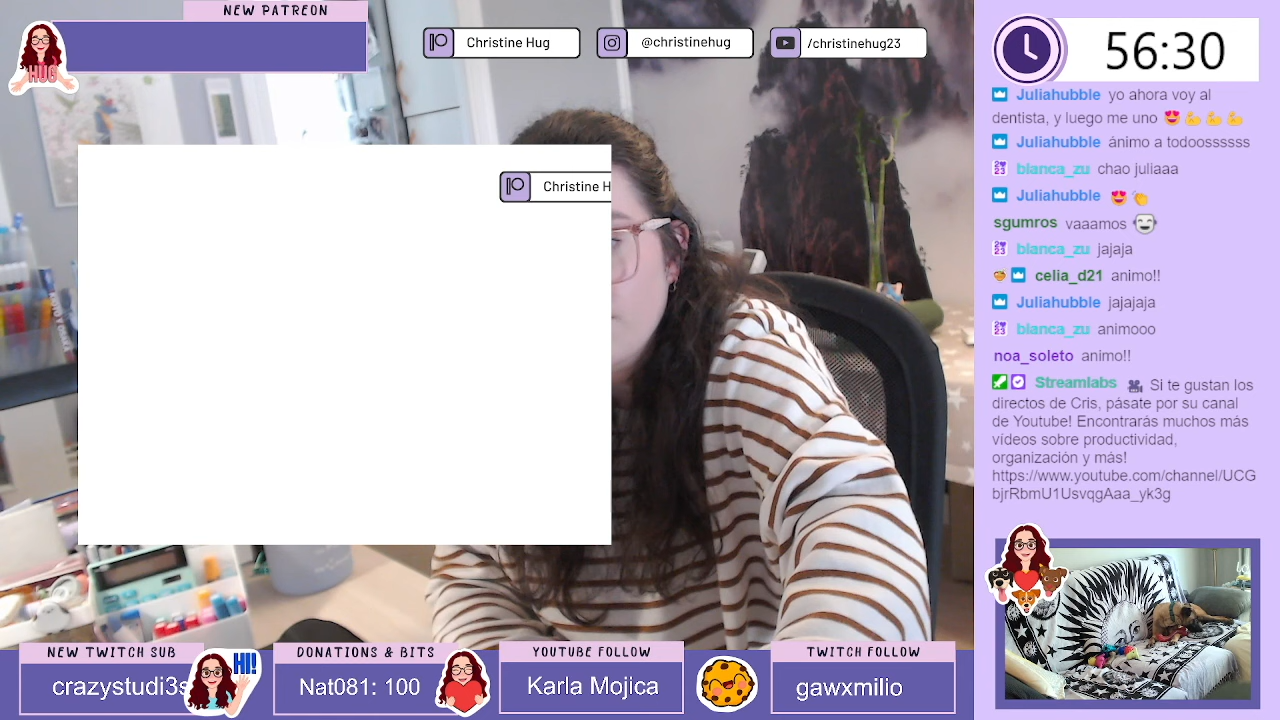 NEW PATREON
HUG
Christine Hug
@christinehug
/christinehug23
56:30
Juliahubble yo ahora voy al
dentista, y luego me uno 😍💪💪💪
Juliahubble ánimo a todoossssss
blanca_zu chao juliaaa
Juliahubble 😍👏
sgumros vaaamos
blanca_zu jajaja
celia_d21 animo!!
Juliahubble jajajaja
blanca_zu animooo
noa_soleto animo!!
Streamlabs 🎥 Si te gustan los
directos de Cris, pásate por su canal
de Youtube! Encontrarás muchos más
vídeos sobre productividad,
organización y más!
https://www.youtube.com/channel/UCG
bjrRbmU1UsvqgAaa_yk3g
Christine H
NEW TWITCH SUB
crazystudi3s
HI!
DONATIONS & BITS
Nat081: 100
YOUTUBE FOLLOW
Karla Mojica
TWITCH FOLLOW
gawxmilio